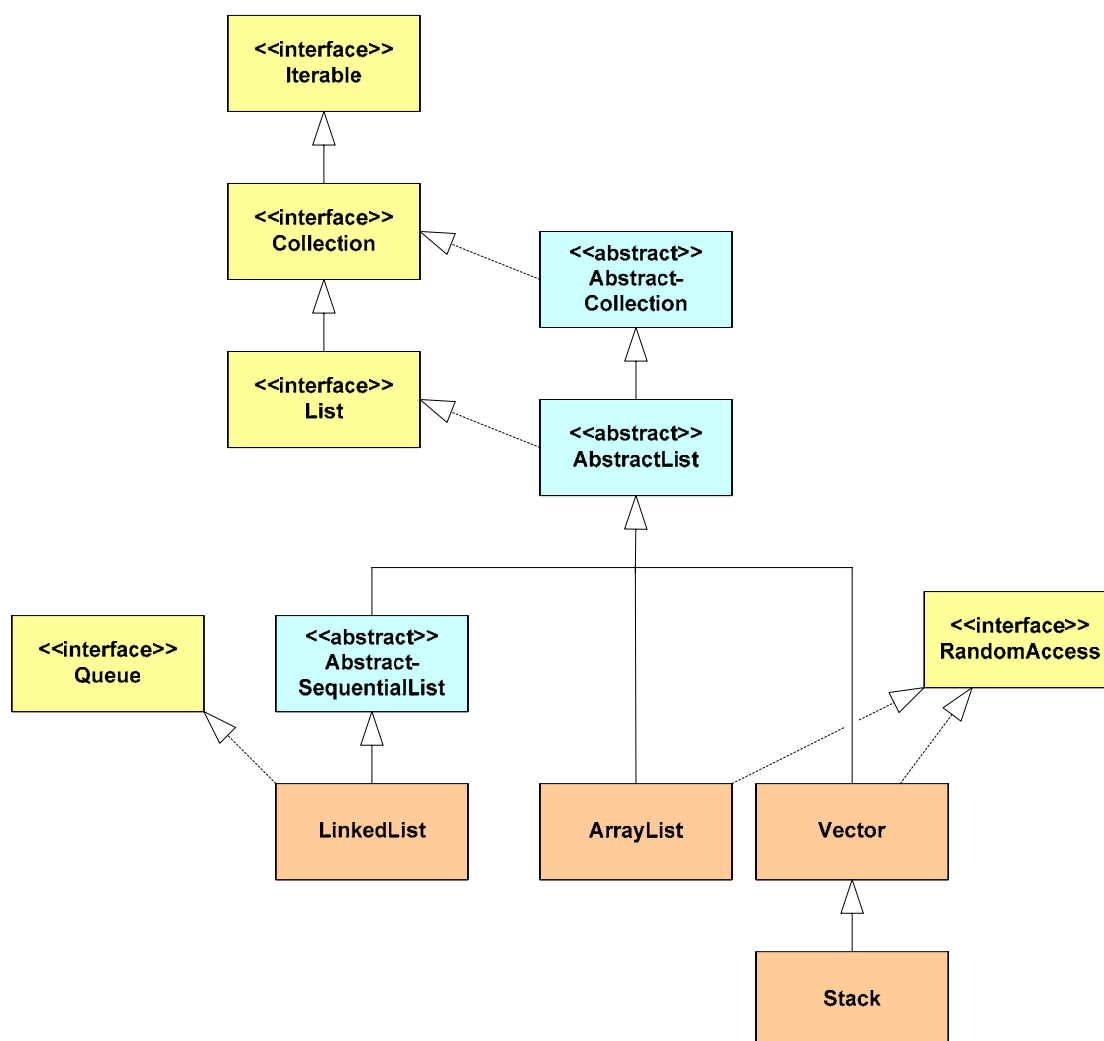 <<interface>>
Iterable
<<interface>>
Collection
<<abstract>>
Abstract-
Collection
<<interface>>
List
<<abstract>>
AbstractList
<<interface>>
Queue
<<abstract>>
Abstract-
SequentialList
<<interface>>
RandomAccess
LinkedList
ArrayList
Vector
Stack